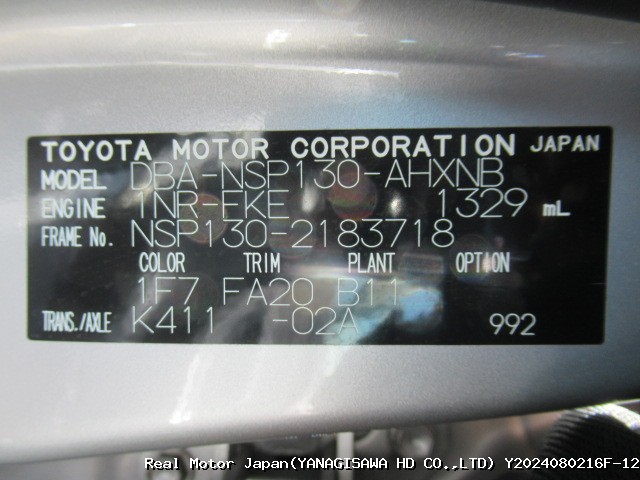 TOYOTA MOTOR CORPORATION JAPAN
MODEL DBA-NSP130-AHXNB
ENGINE 1NR-FKE 1329 mL
FRAME No. NSP130-2183718
COLOR TRIM PLANT OPTION
1F7 FA20 B11
TRANS./AXLE K411 -02A 992
Real Motor Japan(YANAGISAWA HD CO.,LTD) Y2024080216F-12